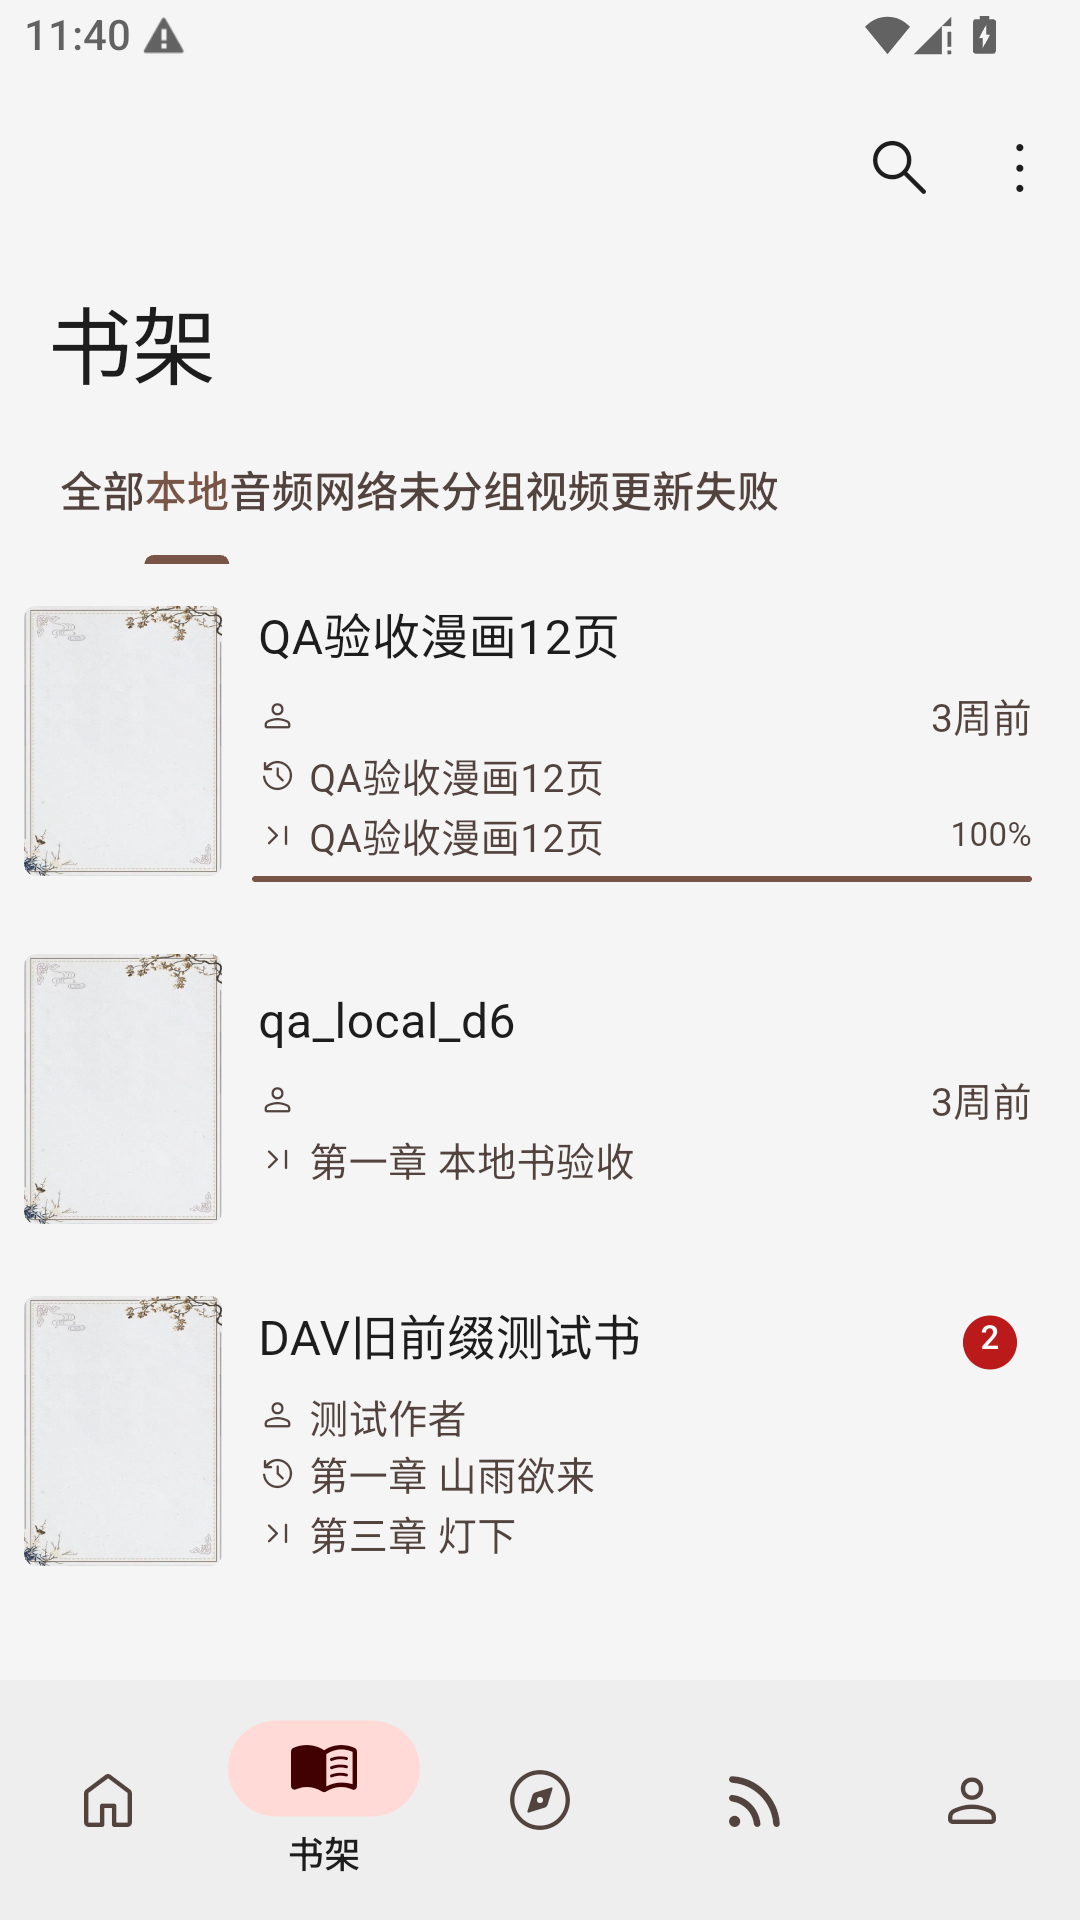 11:40
书架
全部本地音频网络未分组视频更新失败
QA验收漫画12页
3周前
QA验收漫画12页
QA验收漫画12页 100%
qa_local_d6
3周前
第一章 本地书验收
DAV旧前缀测试书 2
测试作者
第一章 山雨欲来
第三章 灯下
书架